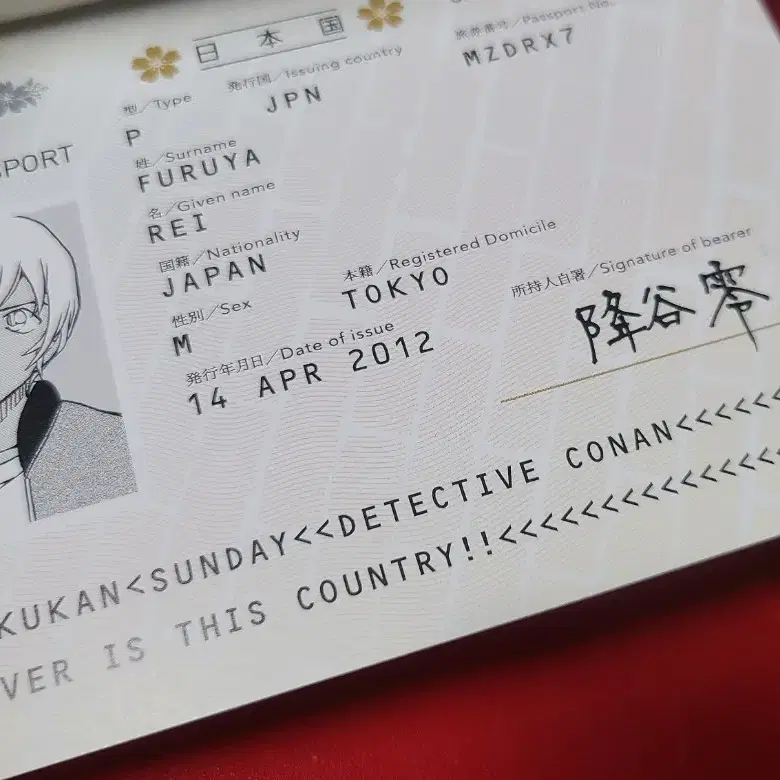 日本国
型/Type
発行国/Issuing country
旅券番号/Passport No.
P
JPN
MZDRX7
PORT
姓/Surname
FURUYA
名/Given name
REI
国籍/Nationality
JAPAN
本籍/Registered Domicile
TOKYO
性別/Sex
M
所持人自署/Signature of bearer
降谷零
発行年月日/Date of issue
14 APR 2012
KUKAN<SUNDAY<<DETECTIVE CONAN<<<<<<
VER IS THIS COUNTRY!!<<<<<<<<<<<<<<